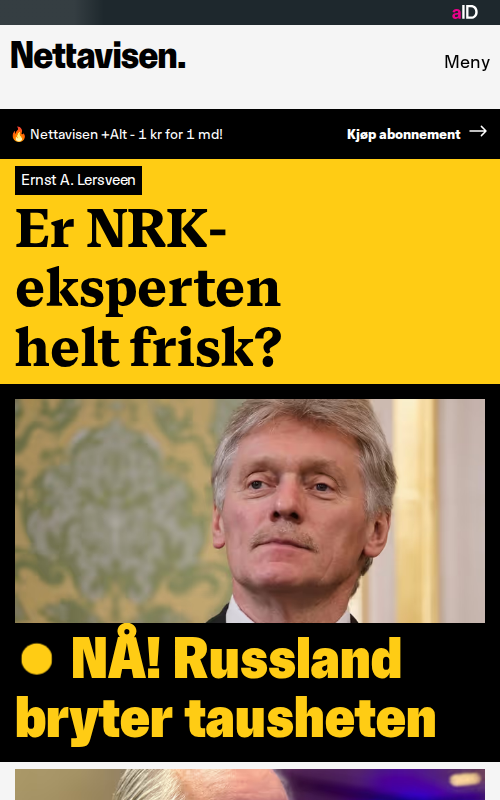 aID
Nettavisen.
Meny
🔥 Nettavisen +Alt - 1 kr for 1 md!
Kjøp abonnement →
Ernst A. Lersveen
Er NRK-
eksperten
helt frisk?
NÅ! Russland
bryter tausheten